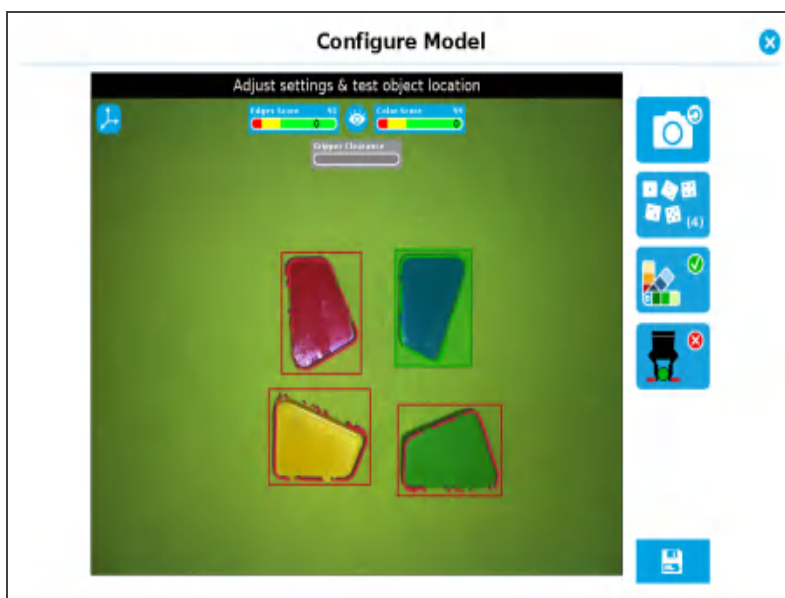 Configure Model
Adjust settings & test object location
Edges Score
Color Score
Gripper Clearance
(4)